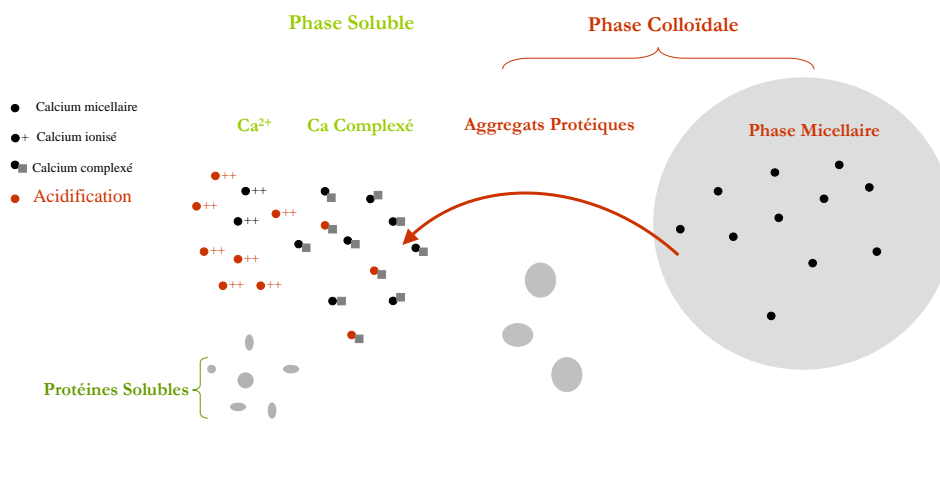 Phase Soluble
Phase Colloïdale
Calcium micellaire
+ Calcium ionisé
Calcium complexé
Acidification
Ca2+
Ca Complexé
Aggregats Protéiques
Phase Micellaire
++
++
++
++
++
++
++
++
++
Protéines Solubles